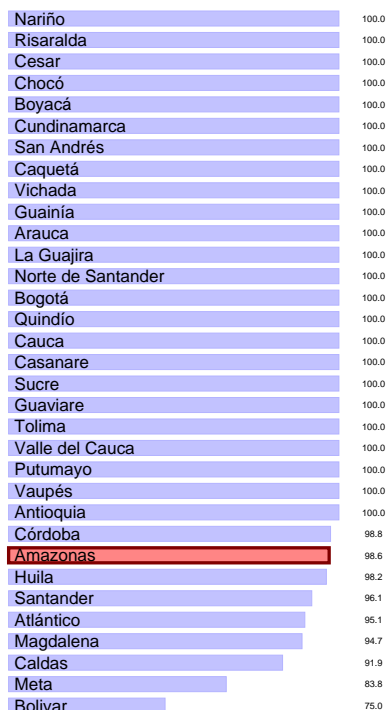 Nariño 100.0
Risaralda 100.0
Cesar 100.0
Chocó 100.0
Boyacá 100.0
Cundinamarca 100.0
San Andrés 100.0
Caquetá 100.0
Vichada 100.0
Guainía 100.0
Arauca 100.0
La Guajira 100.0
Norte de Santander 100.0
Bogotá 100.0
Quindío 100.0
Cauca 100.0
Casanare 100.0
Sucre 100.0
Guaviare 100.0
Tolima 100.0
Valle del Cauca 100.0
Putumayo 100.0
Vaupés 100.0
Antioquia 100.0
Córdoba 98.8
Amazonas 98.6
Huila 98.2
Santander 96.1
Atlántico 95.1
Magdalena 94.7
Caldas 91.9
Meta 83.8
Bolivar 75.0